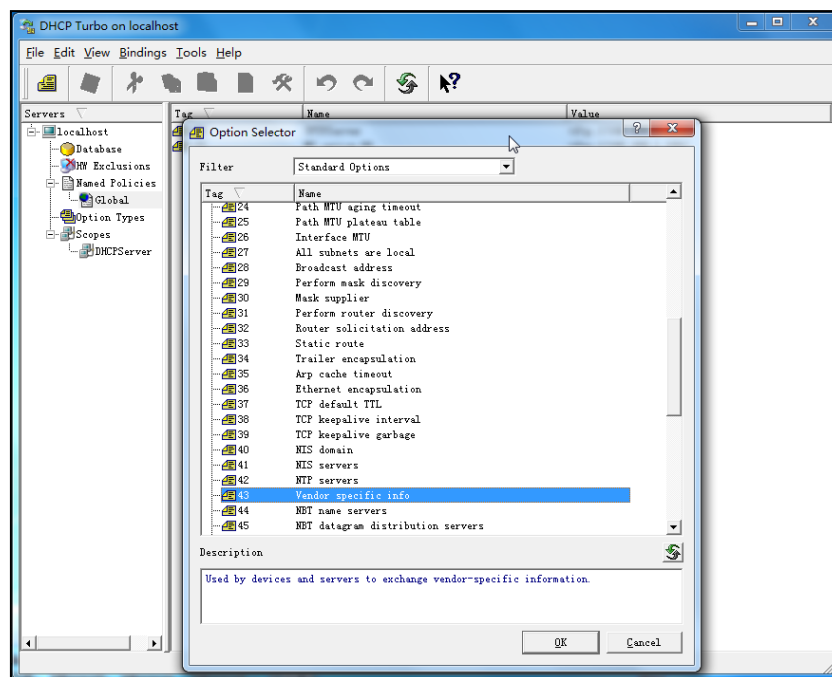 DHCP Turbo on localhost
File Edit View Bindings Tools Help
Servers
Tag Name Value
localhost
Database
HW Exclusions
Named Policies
Global
Option Types
Scopes
DHCPServer
Option Selector
Filter Standard Options
Tag Name
24 Path MTU aging timeout
25 Path MTU plateau table
26 Interface MTU
27 All subnets are local
28 Broadcast address
29 Perform mask discovery
30 Mask supplier
31 Perform router discovery
32 Router solicitation address
33 Static route
34 Trailer encapsulation
35 Arp cache timeout
36 Ethernet encapsulation
37 TCP default TTL
38 TCP keepalive interval
39 TCP keepalive garbage
40 NIS domain
41 NIS servers
42 NTP servers
43 Vendor specific info
44 NBT name servers
45 NBT datagram distribution servers
Description
Used by devices and servers to exchange vendor-specific information.
OK Cancel